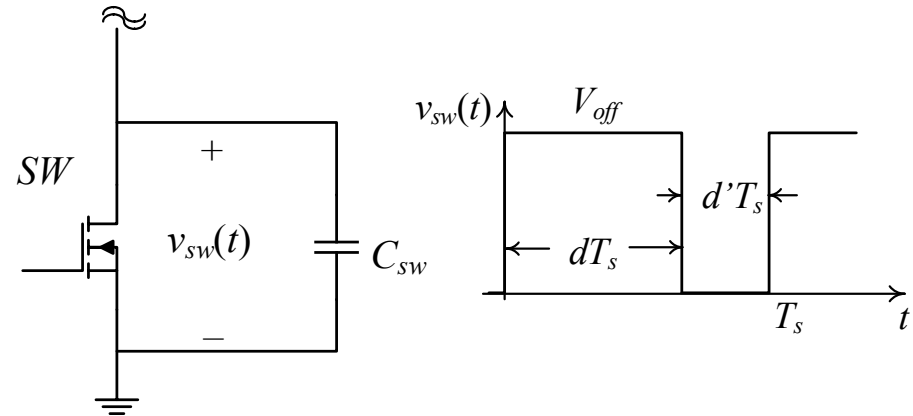 SW
+
v_sw(t)
−
C_sw
v_sw(t)
V_off
d'T_s
dT_s
T_s
t